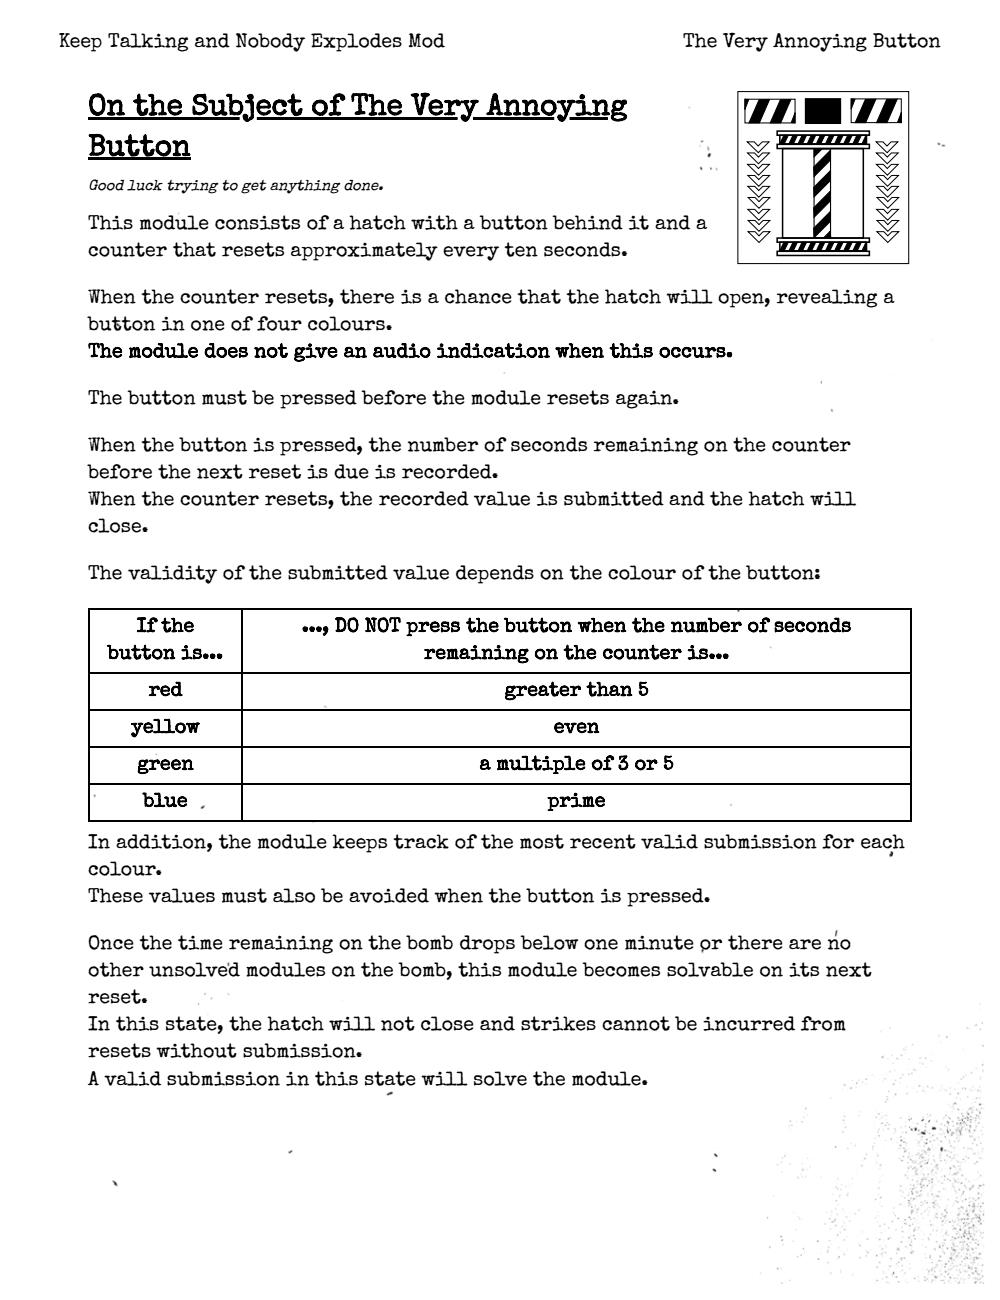 Keep Talking and Nobody Explodes Mod The Very Annoying Button
On the Subject of The Very Annoying
Button
Good luck trying to get anything done.
This module consists of a hatch with a button behind it and a
counter that resets approximately every ten seconds.
When the counter resets, there is a chance that the hatch will open, revealing a
button in one of four colours.
The module does not give an audio indication when this occurs.
The button must be pressed before the module resets again.
When the button is pressed, the number of seconds remaining on the counter
before the next reset is due is recorded.
When the counter resets, the recorded value is submitted and the hatch will
close.
The validity of the submitted value depends on the colour of the button:
If the ..., DO NOT press the button when the number of seconds
button is... remaining on the counter is...
red greater than 5
yellow even
green a multiple of 3 or 5
blue prime
In addition, the module keeps track of the most recent valid submission for each
colour.
These values must also be avoided when the button is pressed.
Once the time remaining on the bomb drops below one minute or there are no
other unsolved modules on the bomb, this module becomes solvable on its next
reset.
In this state, the hatch will not close and strikes cannot be incurred from
resets without submission.
A valid submission in this state will solve the module.